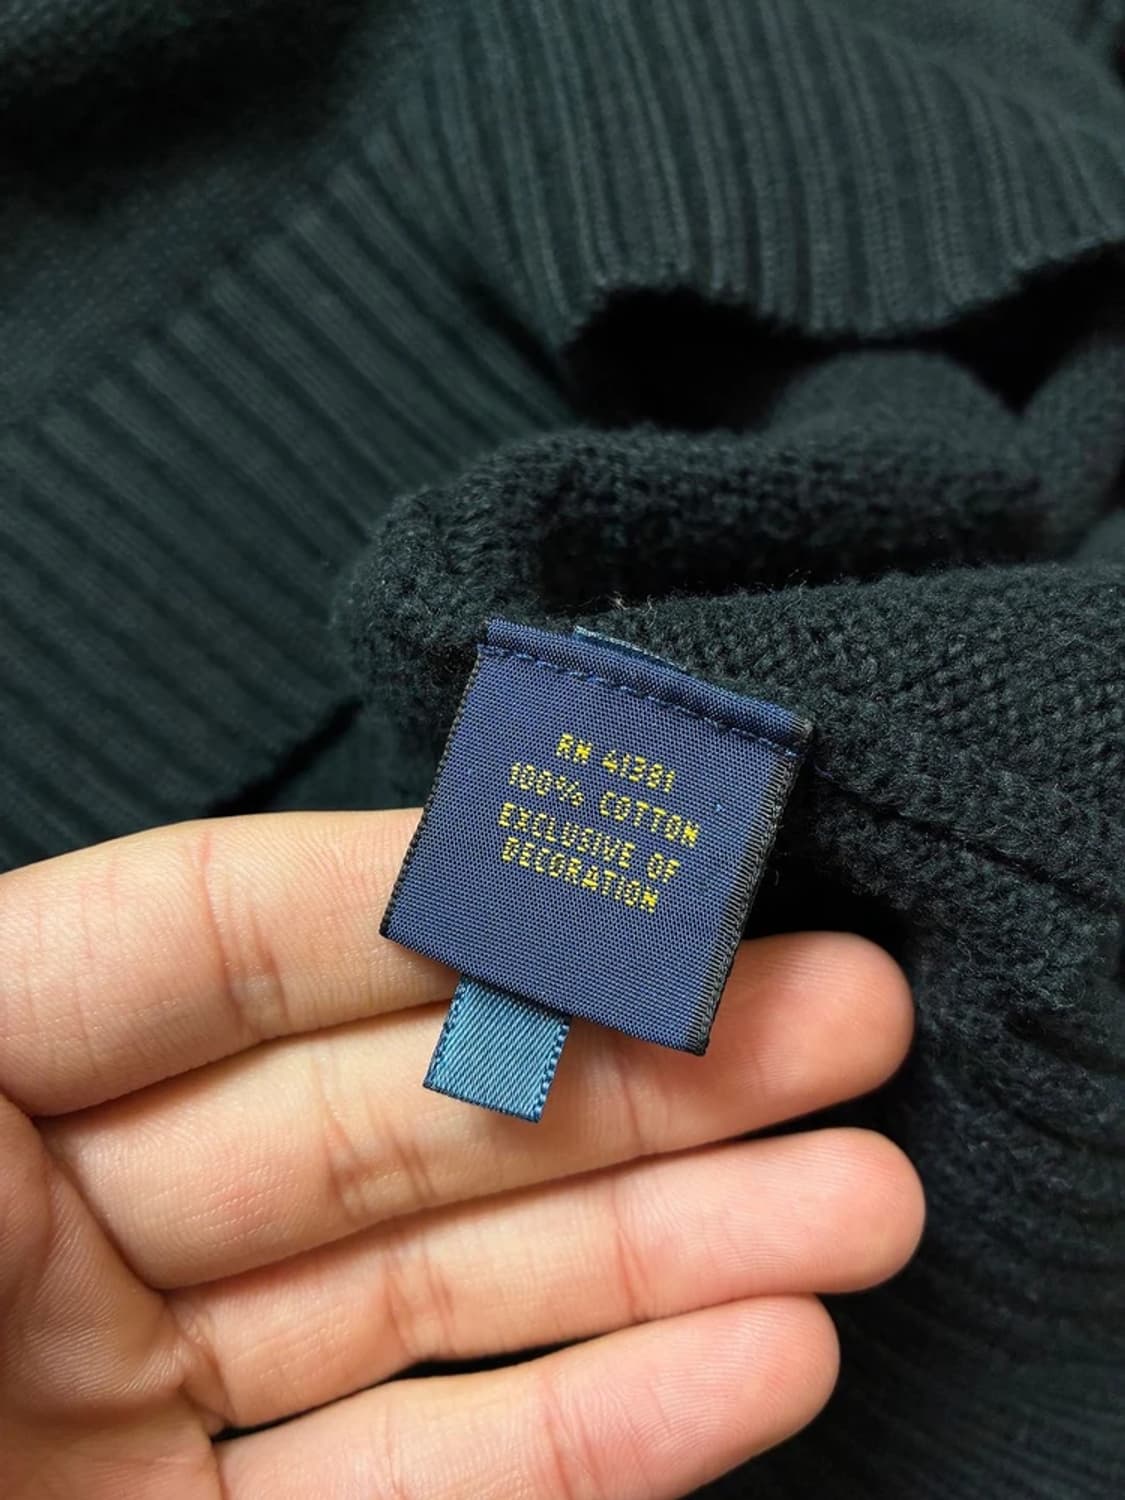 RN 41381
100% COTTON
EXCLUSIVE OF
DECORATION